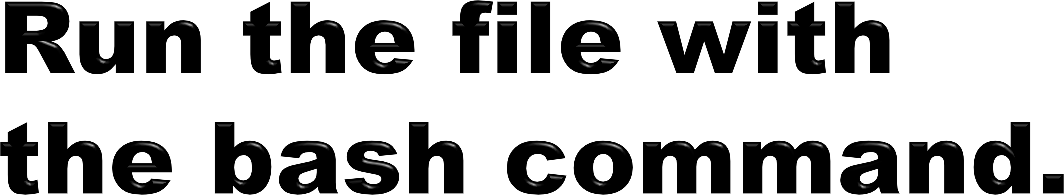 Run the file with
the bash command.